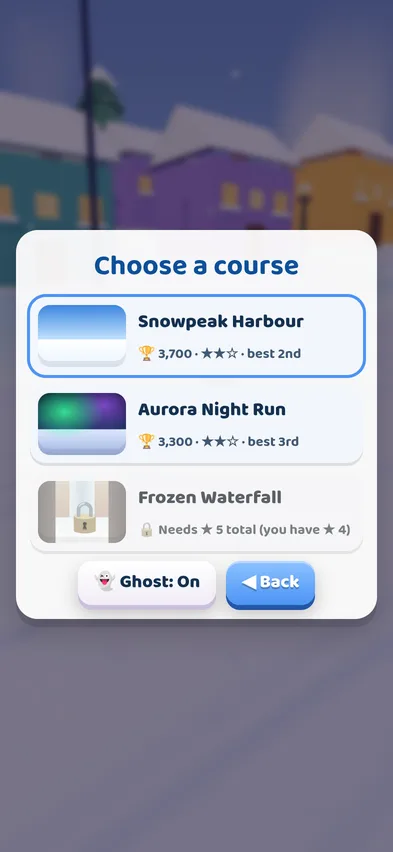 Choose a course
Snowpeak Harbour
🏆 3,700 · ★★☆ · best 2nd
Aurora Night Run
🏆 3,300 · ★★☆ · best 3rd
Frozen Waterfall
🔒 Needs ★ 5 total (you have ★ 4)
👻 Ghost: On
◀ Back